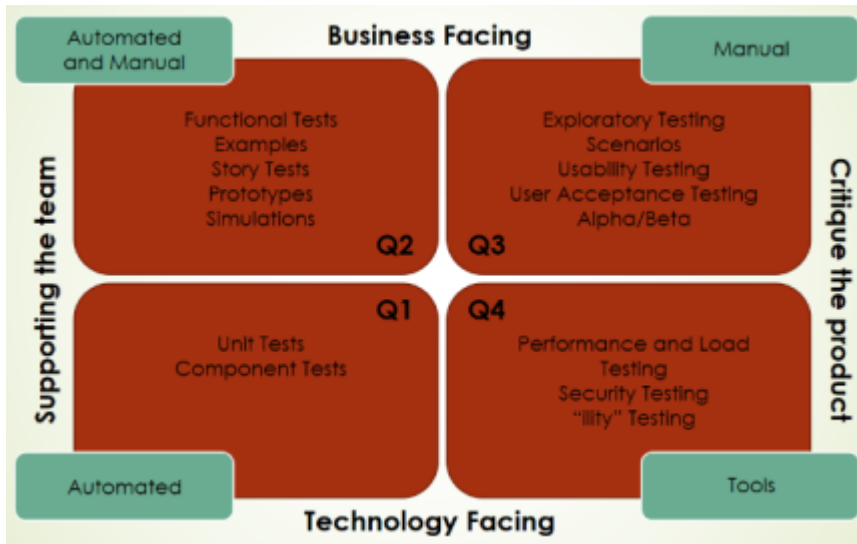 Automated
and Manual
Business Facing
Manual
Functional Tests
Examples
Story Tests
Prototypes
Simulations
Q2
Exploratory Testing
Scenarios
Usability Testing
User Acceptance Testing
Alpha/Beta
Q3
Supporting the team
Critique the product
Q1
Unit Tests
Component Tests
Q4
Performance and Load
Testing
Security Testing
“ility” Testing
Automated
Tools
Technology Facing